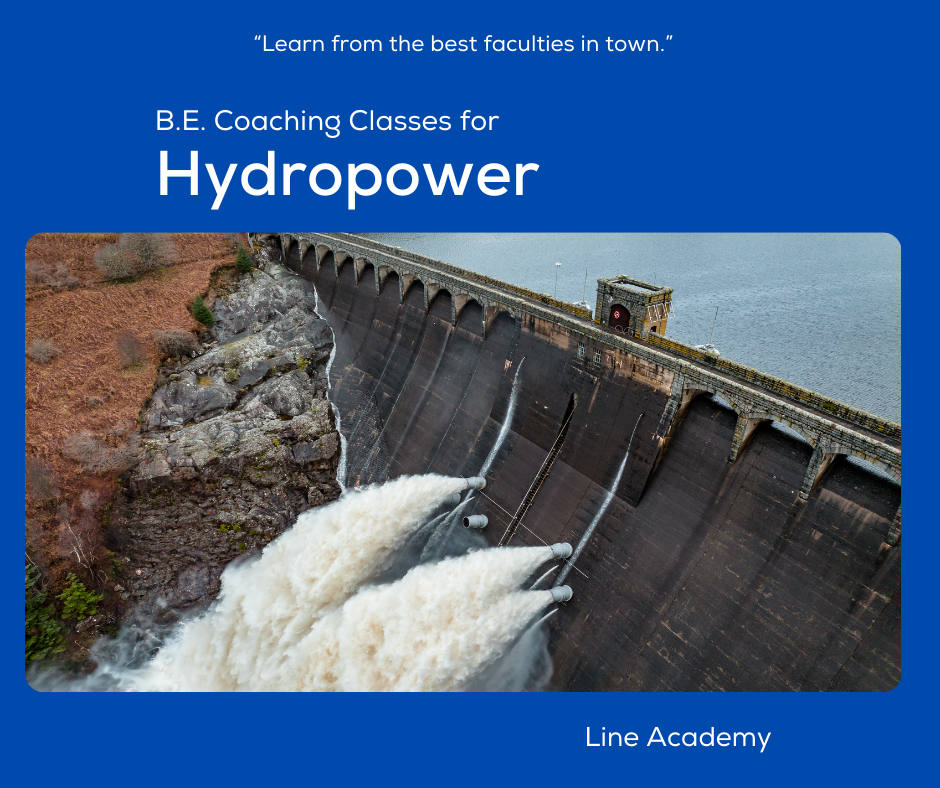 “Learn from the best faculties in town.”
B.E. Coaching Classes for
Hydropower
Line Academy